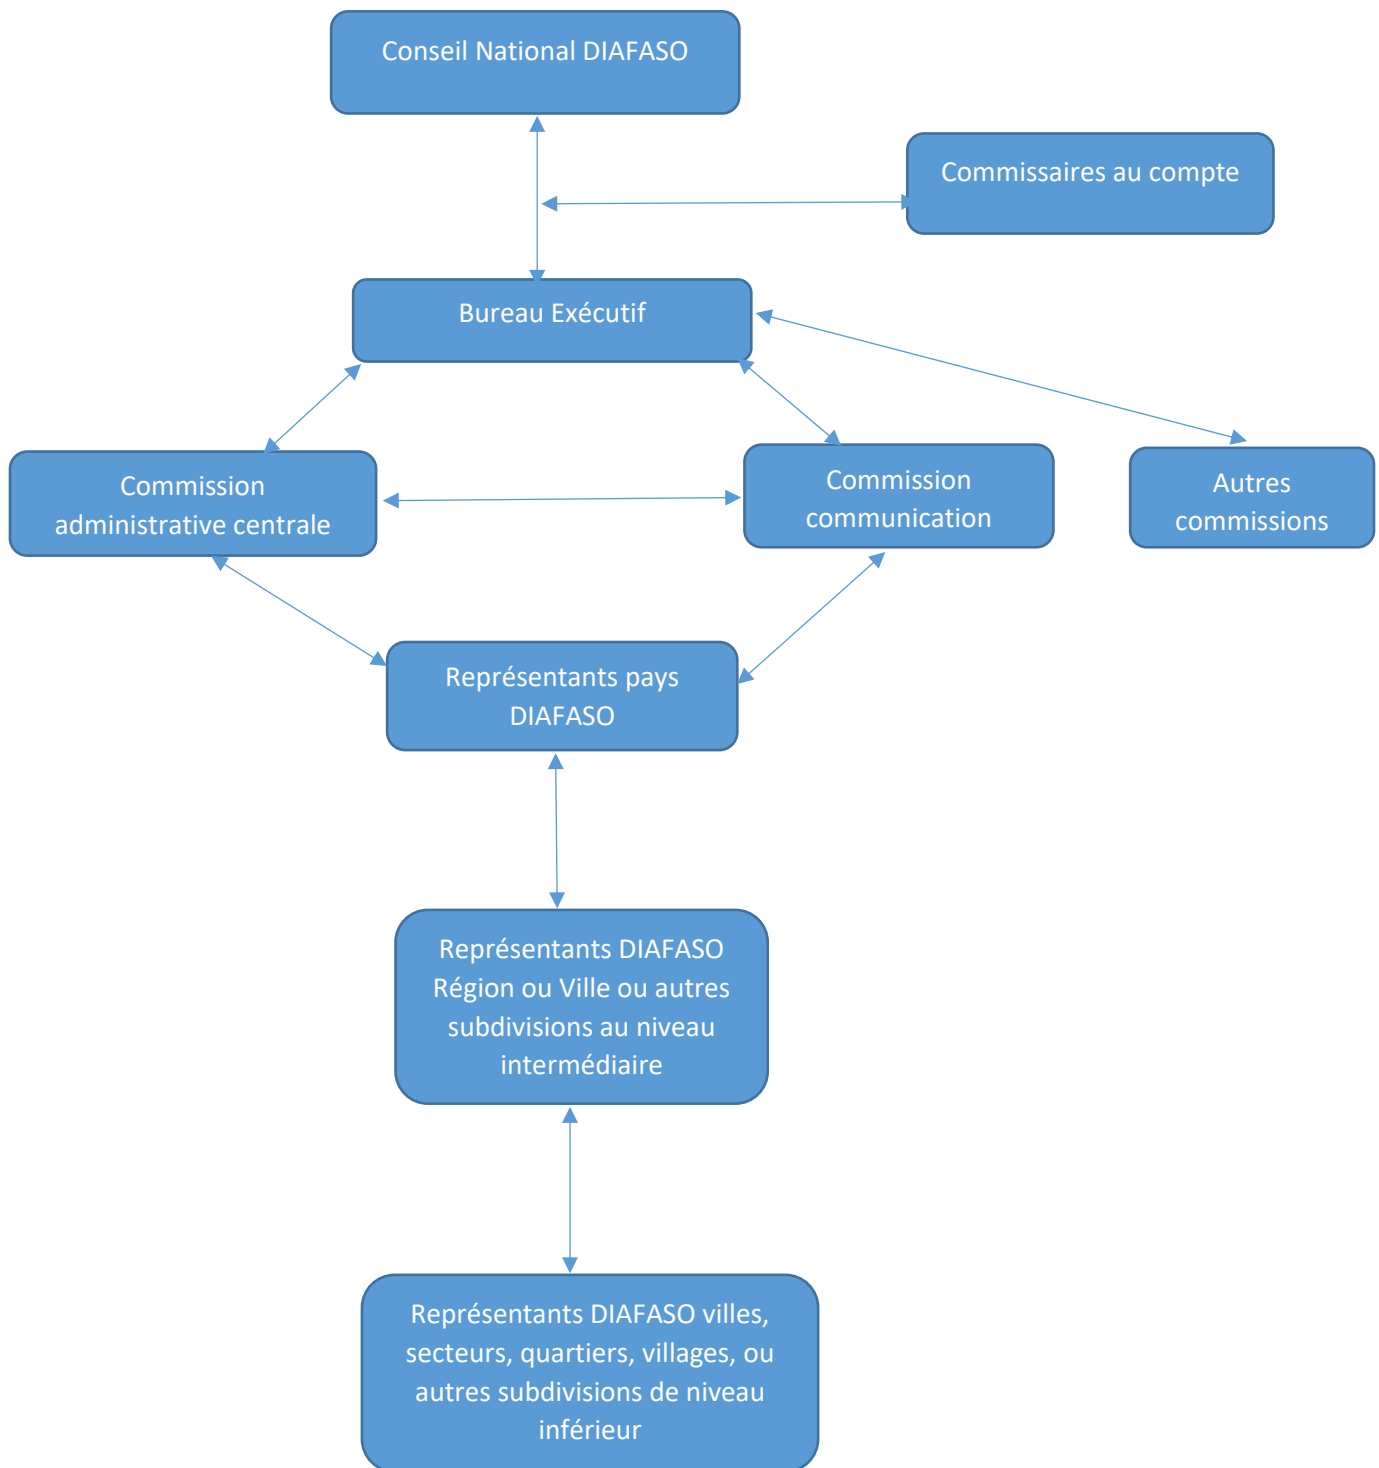 Conseil National DIAFASO
Commissaires au compte
Bureau Exécutif
Commission
administrative centrale
Commission
communication
Autres
commissions
Représentants pays
DIAFASO
Représentants DIAFASO
Région ou Ville ou autres
subdivisions au niveau
intermédiaire
Représentants DIAFASO villes,
secteurs, quartiers, villages, ou
autres subdivisions de niveau
inférieur